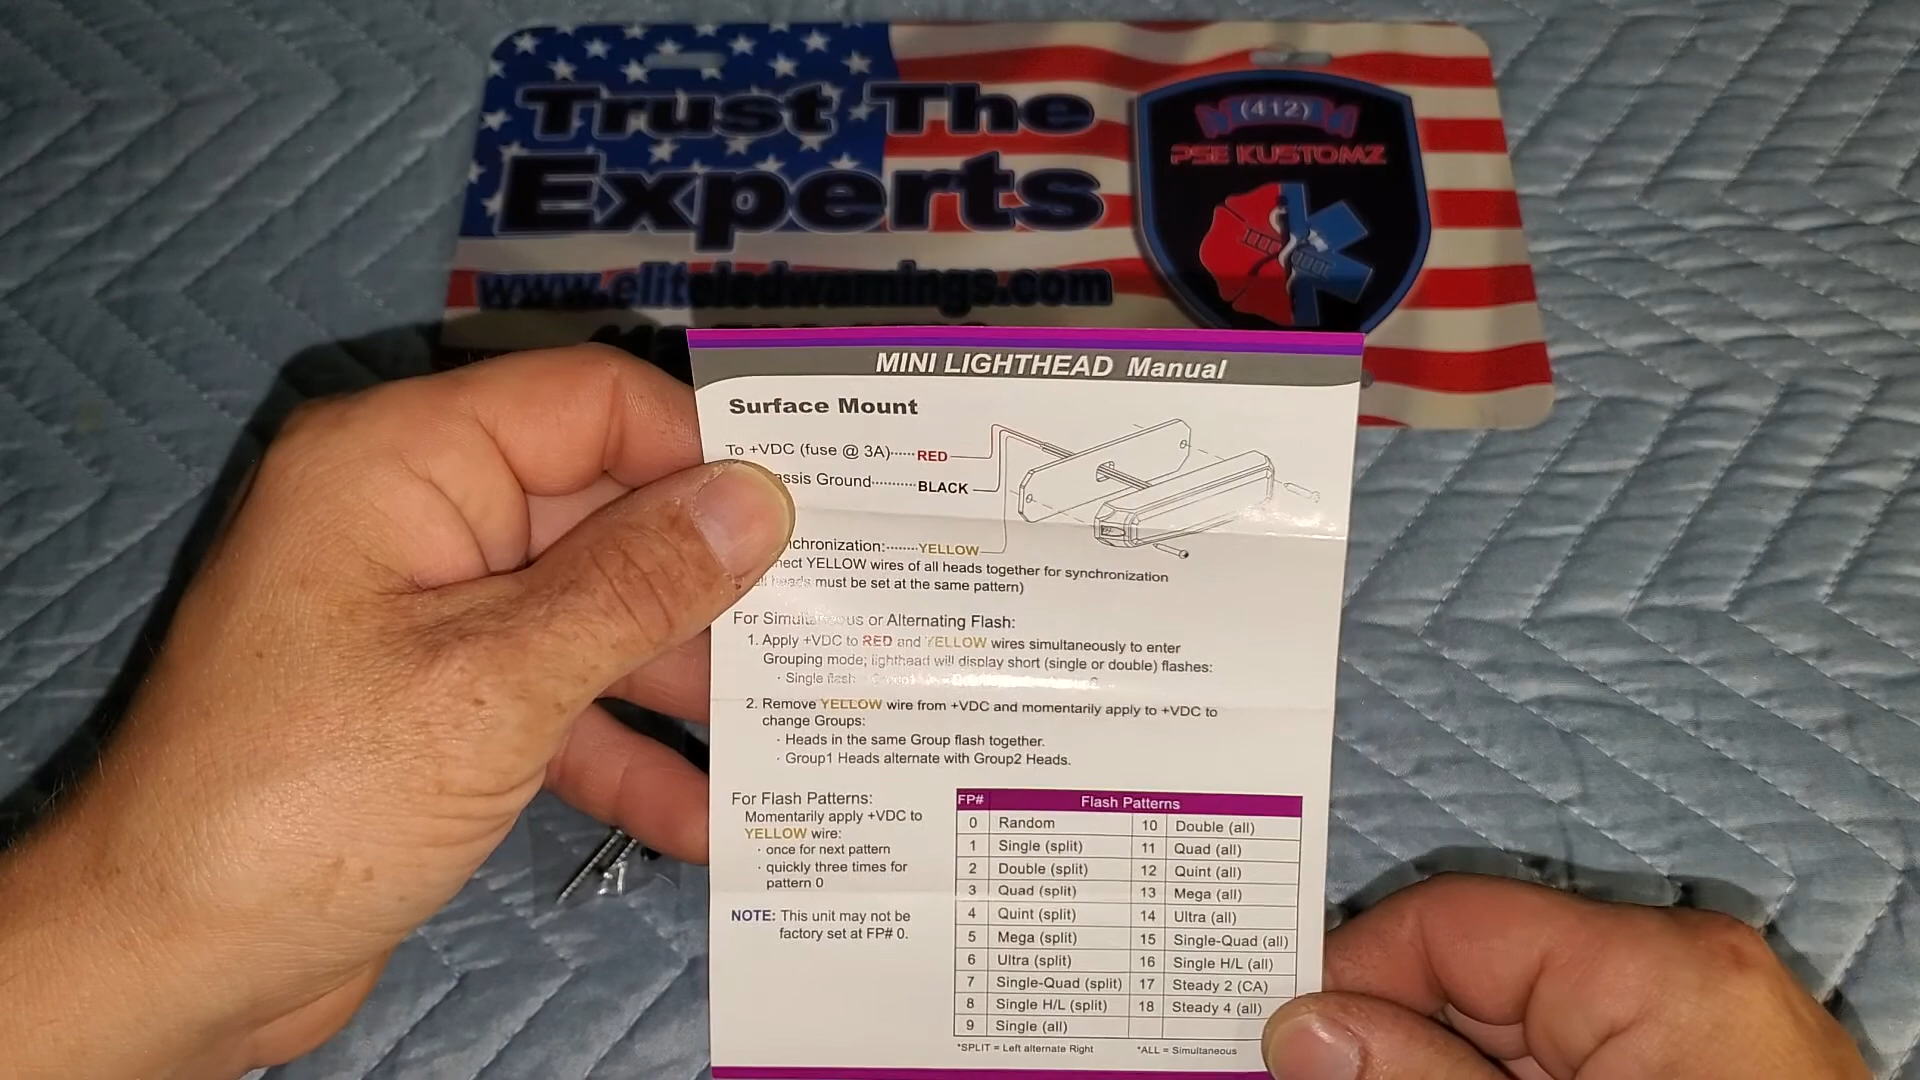 Trust The
Experts
www.eliteledwarnings.com
(412)
PSE KUSTOMZ
MINI LIGHTHEAD Manual
Surface Mount
To +VDC (fuse @ 3A)······RED
Ground··········BLACK
YELLOW
YELLOW wires of all heads together for synchronization
heads must be set at the same pattern)
For Simultaneous or Alternating Flash:
1. Apply +VDC to RED and YELLOW wires simultaneously to enter
Grouping mode; lighthead will display short (single or double) flashes:
· Single flash
2. Remove YELLOW wire from +VDC and momentarily apply to +VDC to
change Groups:
· Heads in the same Group flash together.
· Group1 Heads alternate with Group2 Heads.
For Flash Patterns:
Momentarily apply +VDC to
YELLOW wire:
· once for next pattern
· quickly three times for
pattern 0
NOTE: This unit may not be
factory set at FP# 0.
FP# Flash Patterns
0 Random 10 Double (all)
1 Single (split) 11 Quad (all)
2 Double (split) 12 Quint (all)
3 Quad (split) 13 Mega (all)
4 Quint (split) 14 Ultra (all)
5 Mega (split) 15 Single-Quad (all)
6 Ultra (split) 16 Single H/L (all)
7 Single-Quad (split) 17 Steady 2 (CA)
8 Single H/L (split) 18 Steady 4 (all)
9 Single (all)
*SPLIT = Left alternate Right *ALL = Simultaneous